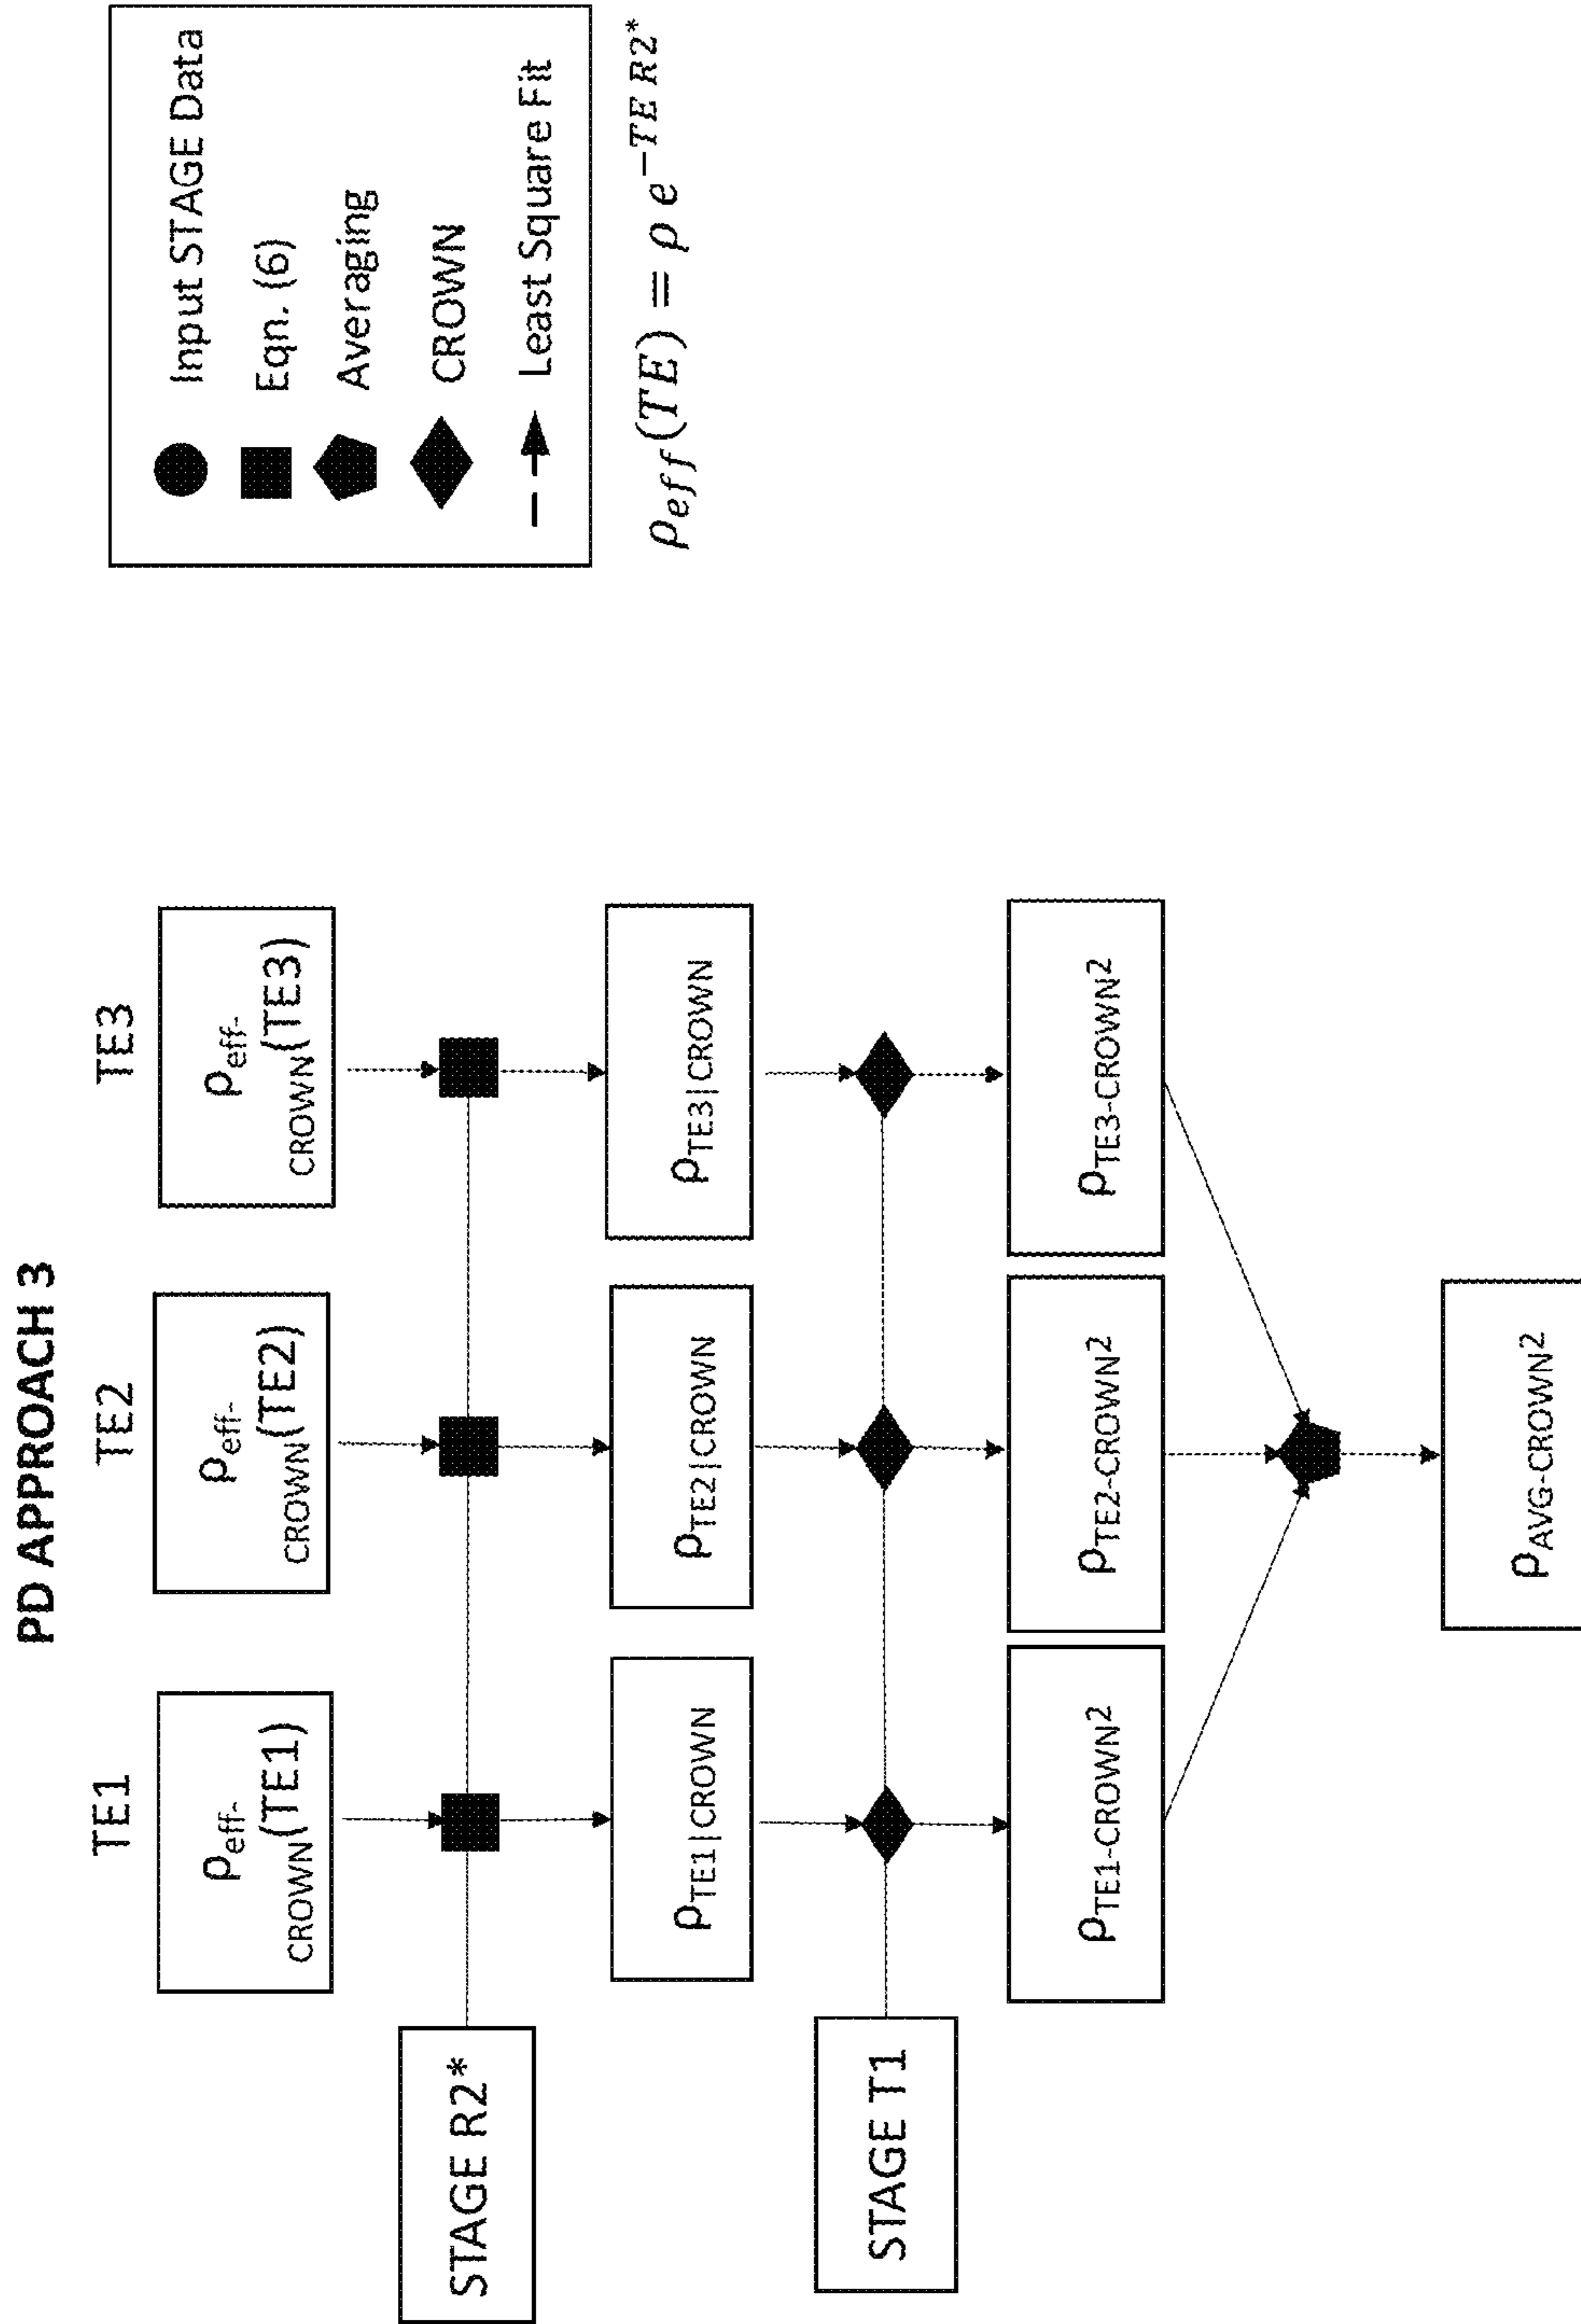 PD APPROACH 3
TE1
TE2
TE3
ρeff-
CROWN(TE1)
ρeff-
CROWN(TE2)
ρeff-
CROWN(TE3)
STAGE R2*
ρTE1|CROWN
ρTE2|CROWN
ρTE3|CROWN
STAGE T1
ρTE1-CROWN²
ρTE2-CROWN²
ρTE3-CROWN²
ρAVG-CROWN²
Input STAGE Data
Eqn. (6)
Averaging
CROWN
Least Square Fit
ρeff(TE) = ρ e^−TE R2*